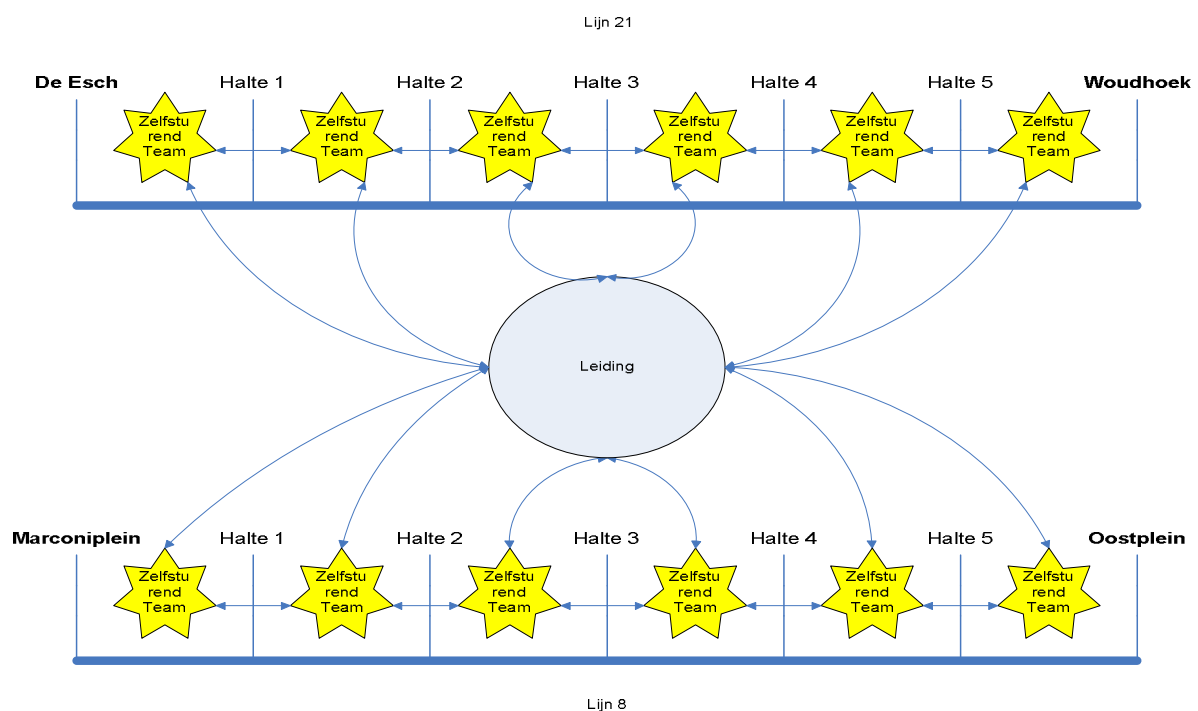 Lijn 21
De Esch Halte 1 Halte 2 Halte 3 Halte 4 Halte 5 Woudhoek
Zelfstu Zelfstu Zelfstu Zelfstu Zelfstu Zelfstu
rend rend rend rend rend rend
Team Team Team Team Team Team
Leiding
Marconiplein Halte 1 Halte 2 Halte 3 Halte 4 Halte 5 Oostplein
Zelfstu Zelfstu Zelfstu Zelfstu Zelfstu Zelfstu
rend rend rend rend rend rend
Team Team Team Team Team Team
Lijn 8